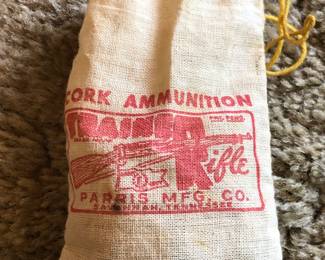 CORK AMMUNITION
TRAINER
Rifle
PARRIS MFG. CO.
SAVANNAH, TENNESSEE